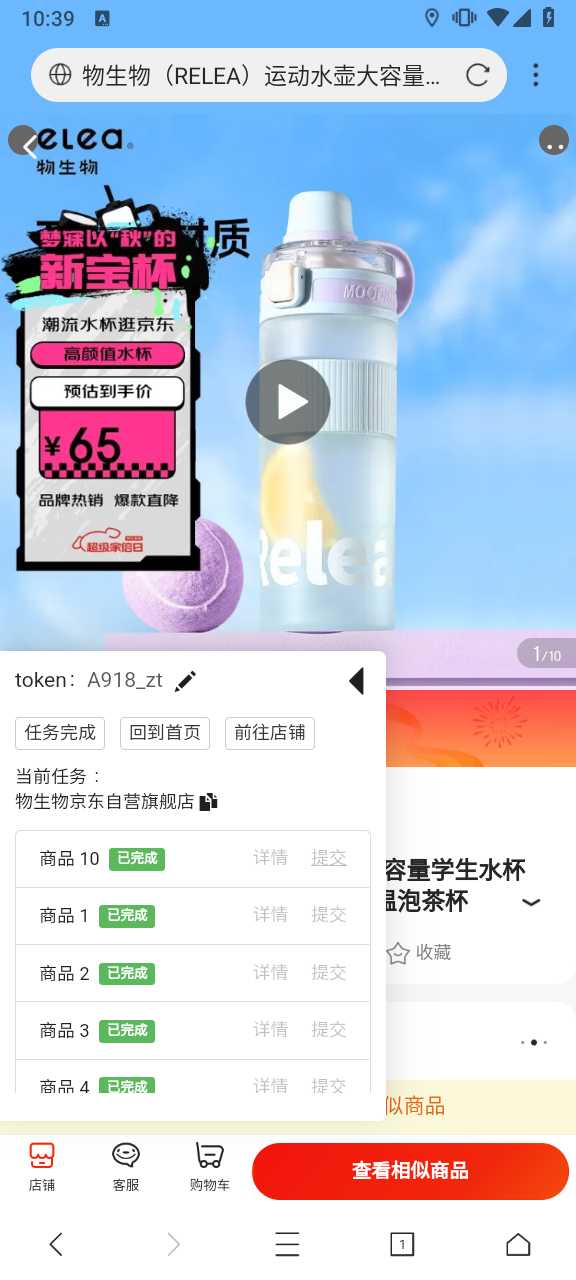 10:39
A
物生物（RELEA）运动水壶大容量…
elea®
物生物
材质
梦寐以“秋”的
新宝杯
潮流水杯逛京东
高颜值水杯
预估到手价
¥65
品牌热销 爆款直降
超级家倍日
Relea
1/10
token： A918_zt
任务完成 回到首页 前往店铺
当前任务：
物生物京东自营旗舰店
商品 10 已完成 详情 提交
商品 1 已完成 详情 提交
商品 2 已完成 详情 提交
商品 3 已完成 详情 提交
商品 4 已完成 详情 提交
容量学生水杯
温泡茶杯
收藏
似商品
店铺 客服 购物车 查看相似商品
1